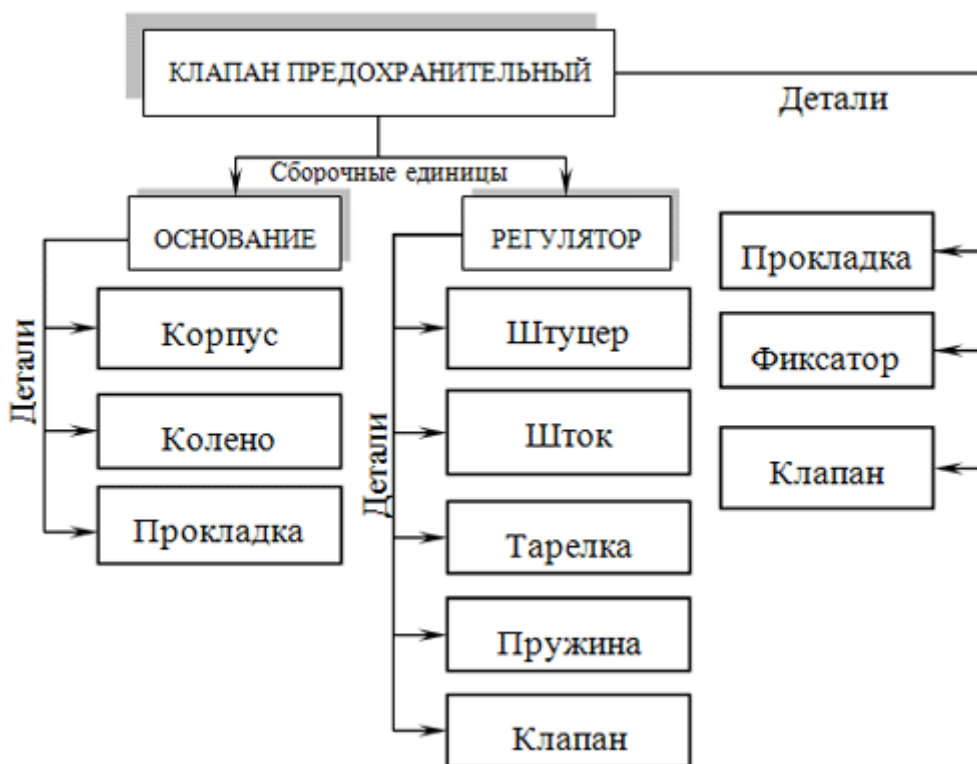 КЛАПАН ПРЕДОХРАНИТЕЛЬНЫЙ
Детали
Сборочные единицы
ОСНОВАНИЕ
РЕГУЛЯТОР
Детали
Корпус
Колено
Прокладка
Детали
Штуцер
Шток
Тарелка
Пружина
Клапан
Прокладка
Фиксатор
Клапан